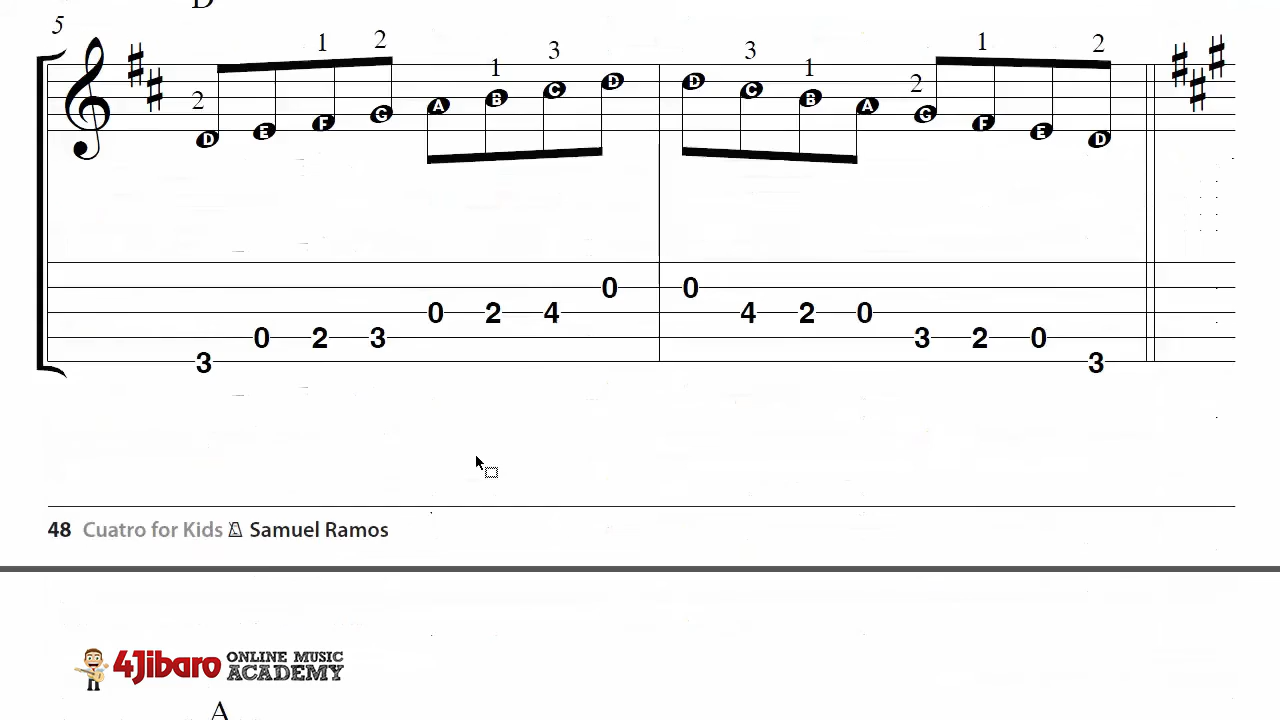 D
5
1 2 1 3 3 1 1 2
2 2
D E F G A B C D D C B A G F E D
0 0
0 2 4 4 2 0
0 2 3 3 2 0
3 3
48 Cuatro for Kids Samuel Ramos
4Jibaro ONLINE MUSIC
ACADEMY
A